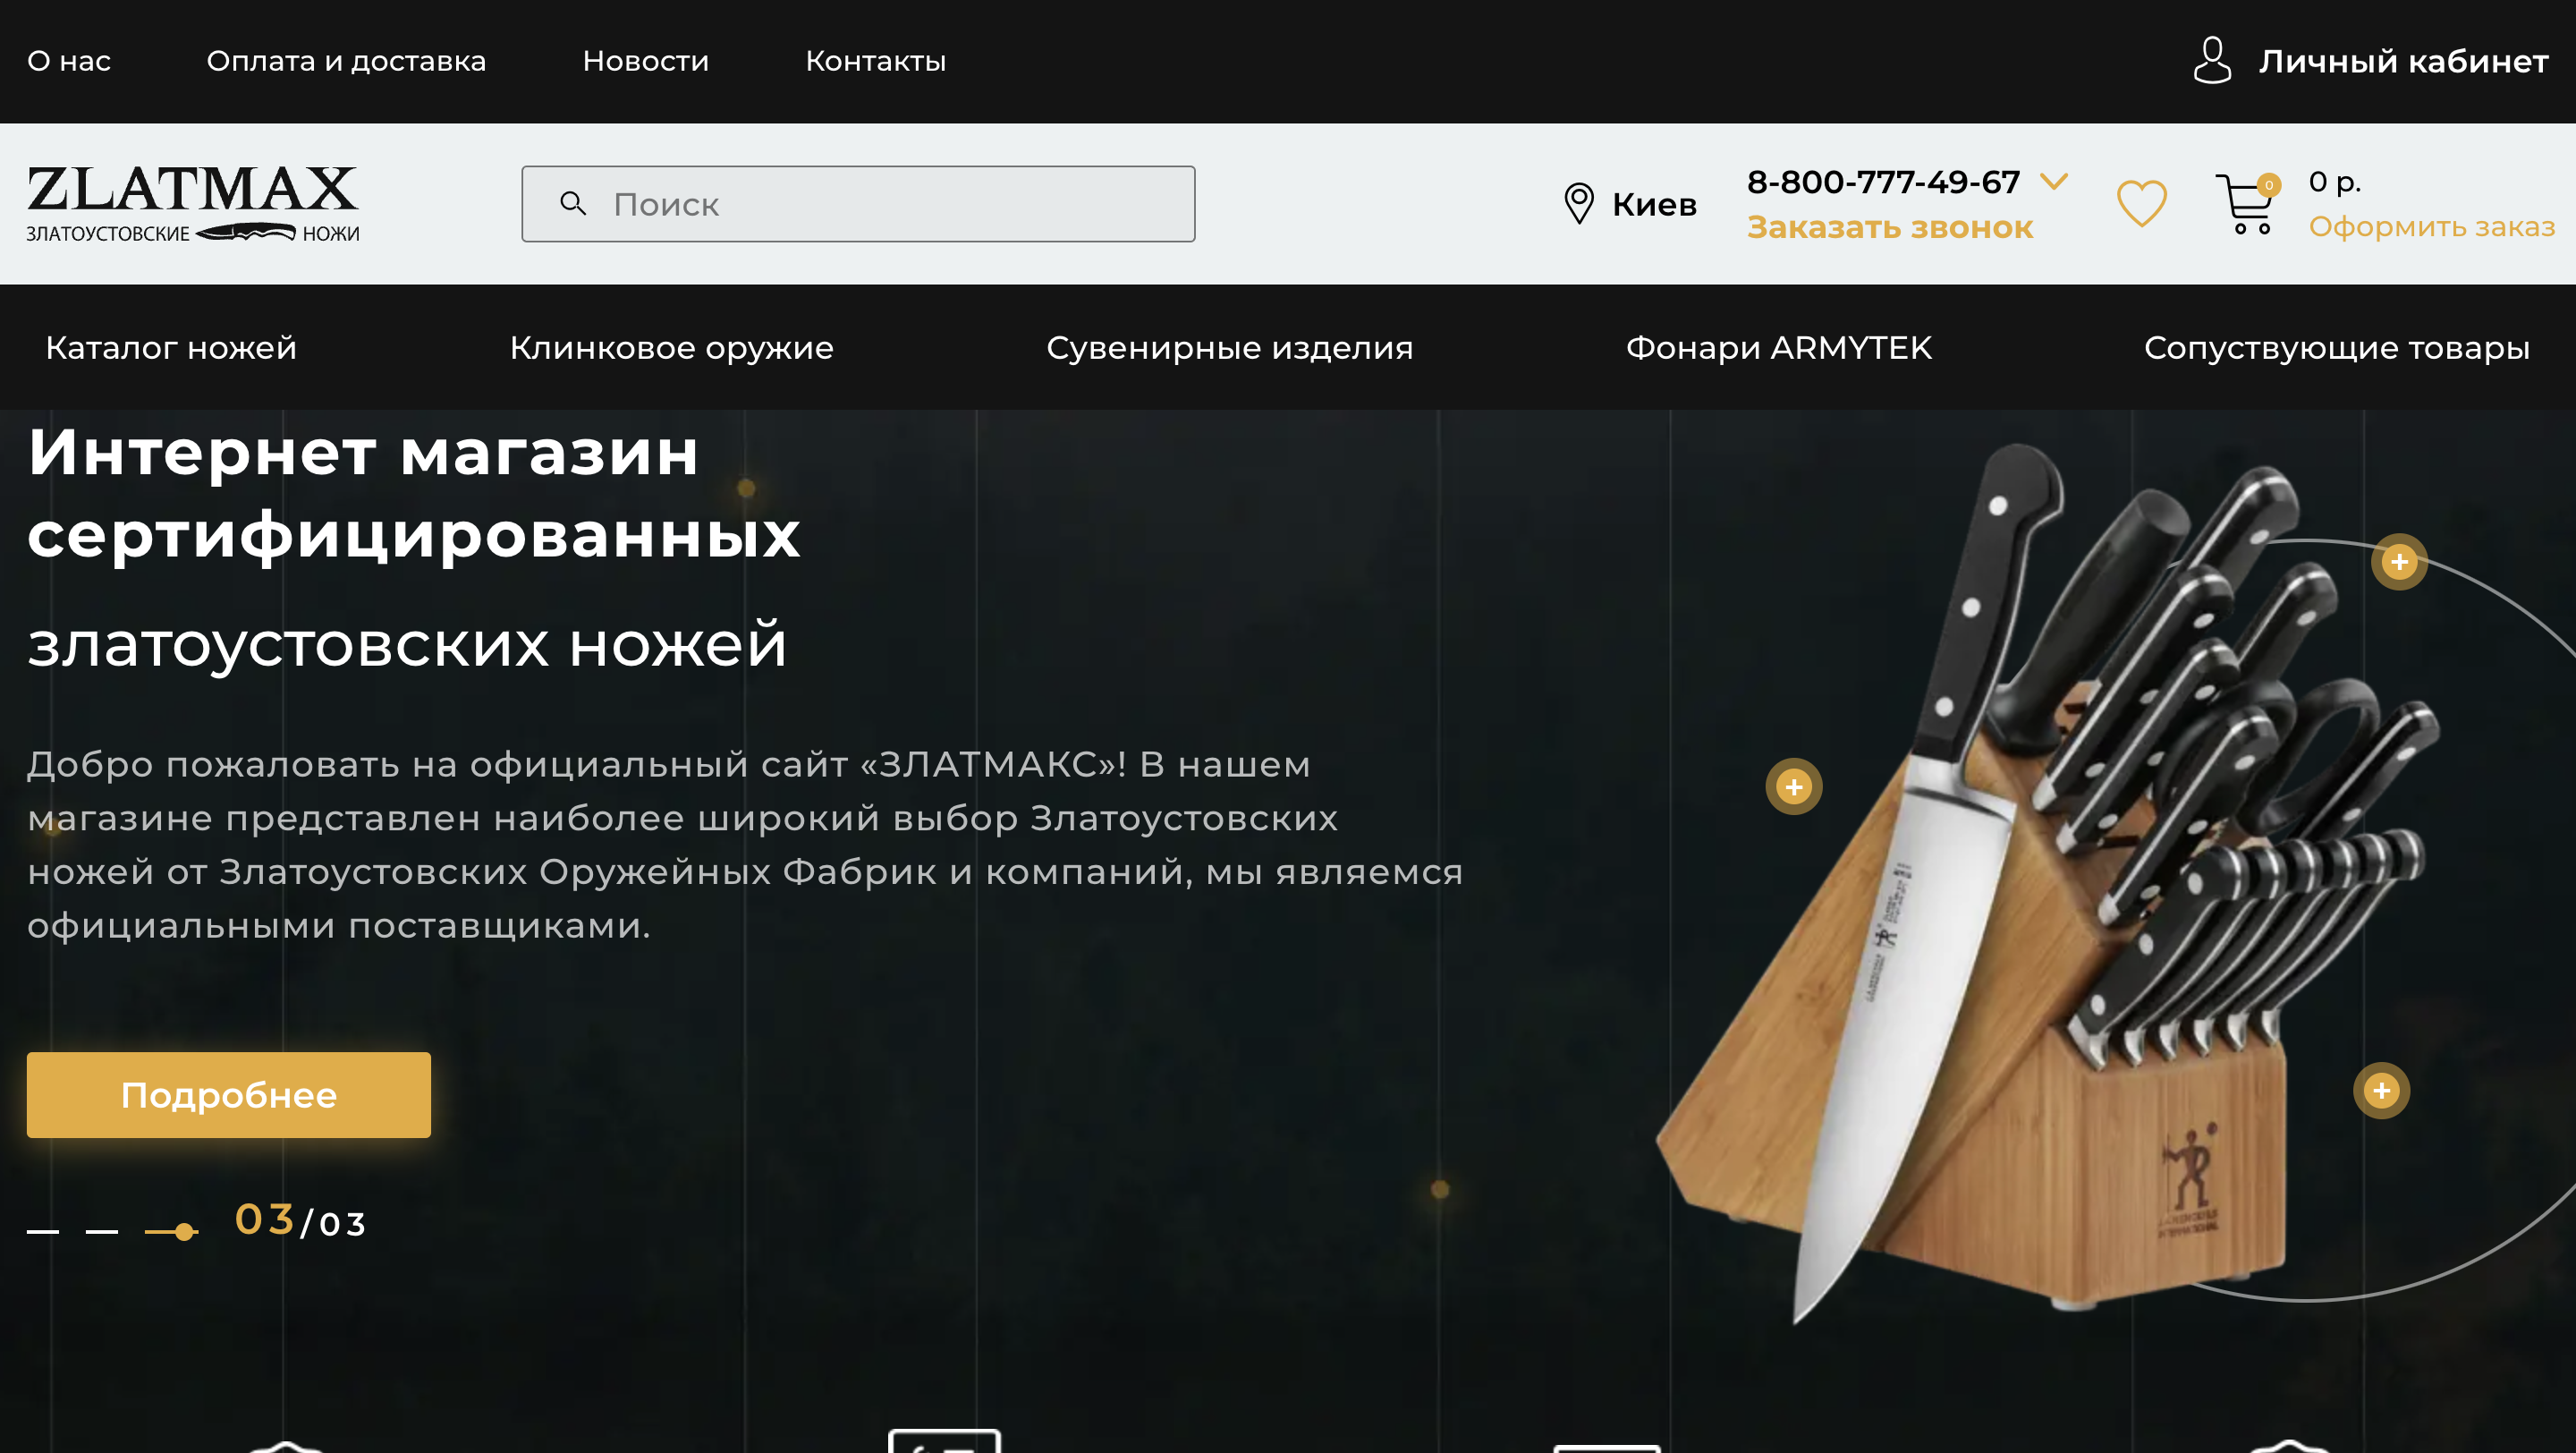 О нас
Оплата и доставка
Новости
Контакты
Личный кабинет
ZLATMAX
ЗЛАТОУСТОВСКИЕ НОЖИ
Поиск
Киев
8-800-777-49-67
Заказать звонок
0
0 р.
Оформить заказ
Каталог ножей
Клинковое оружие
Сувенирные изделия
Фонари ARMYTEK
Сопуствующие товары
Интернет магазин
сертифицированных
златоустовских ножей
Добро пожаловать на официальный сайт «ЗЛАТМАКС»! В нашем
магазине представлен наиболее широкий выбор Златоустовских
ножей от Златоустовских Оружейных Фабрик и компаний, мы являемся
официальными поставщиками.
Подробнее
03/03